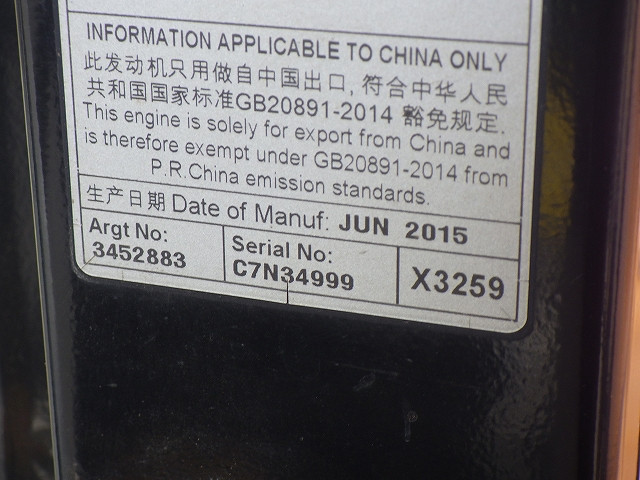 INFORMATION APPLICABLE TO CHINA ONLY
此发动机只用做自中国出口, 符合中华人民
共和国国家标准GB20891-2014 豁免规定.
This engine is solely for export from China and
is therefore exempt under GB20891-2014 from
P.R.China emission standards.
生产日期 Date of Manuf: JUN 2015
Argt No:
3452883
Serial No:
C7N34999
X3259